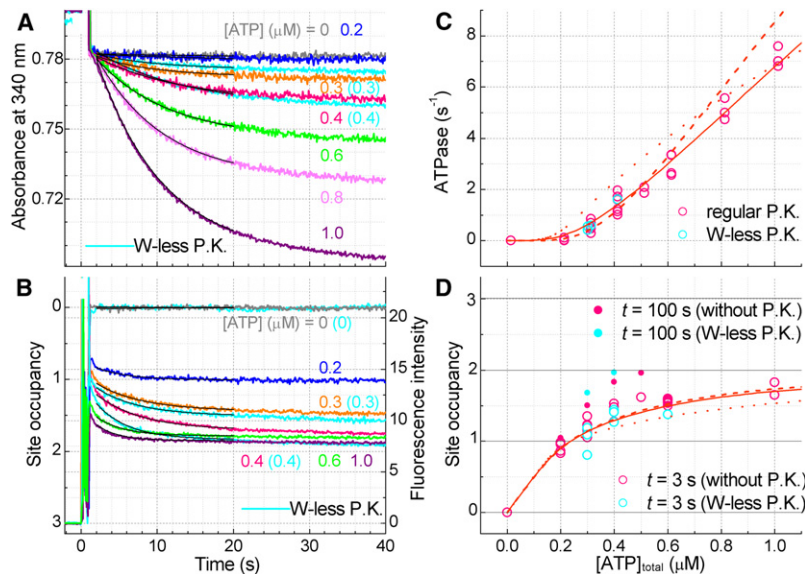 A
[ATP] (μM) = 0 0.2
0.78
0.3 (0.3)
0.4 (0.4)
0.75
0.6
0.72
0.8
1.0
W-less P.K.
0 10 20 30 40
Absorbance at 340 nm
B
0
[ATP] (μM) = 0 (0)
20
0.2
1
15
0.3 (0.3)
10
2
0.4 (0.4) 0.6 1.0
5
W-less P.K.
3
0
0 10 20 30 40
Time (s)
Site occupancy
Fluorescence intensity
C
8
6
4
2
0
ATPase (s⁻¹)
regular P.K.
W-less P.K.
D
3
t = 100 s (without P.K.)
t = 100 s (W-less P.K.)
2
1
t = 3 s (without P.K.)
t = 3 s (W-less P.K.)
0
0.0 0.2 0.4 0.6 0.8 1.0
[ATP]total (μM)
Site occupancy